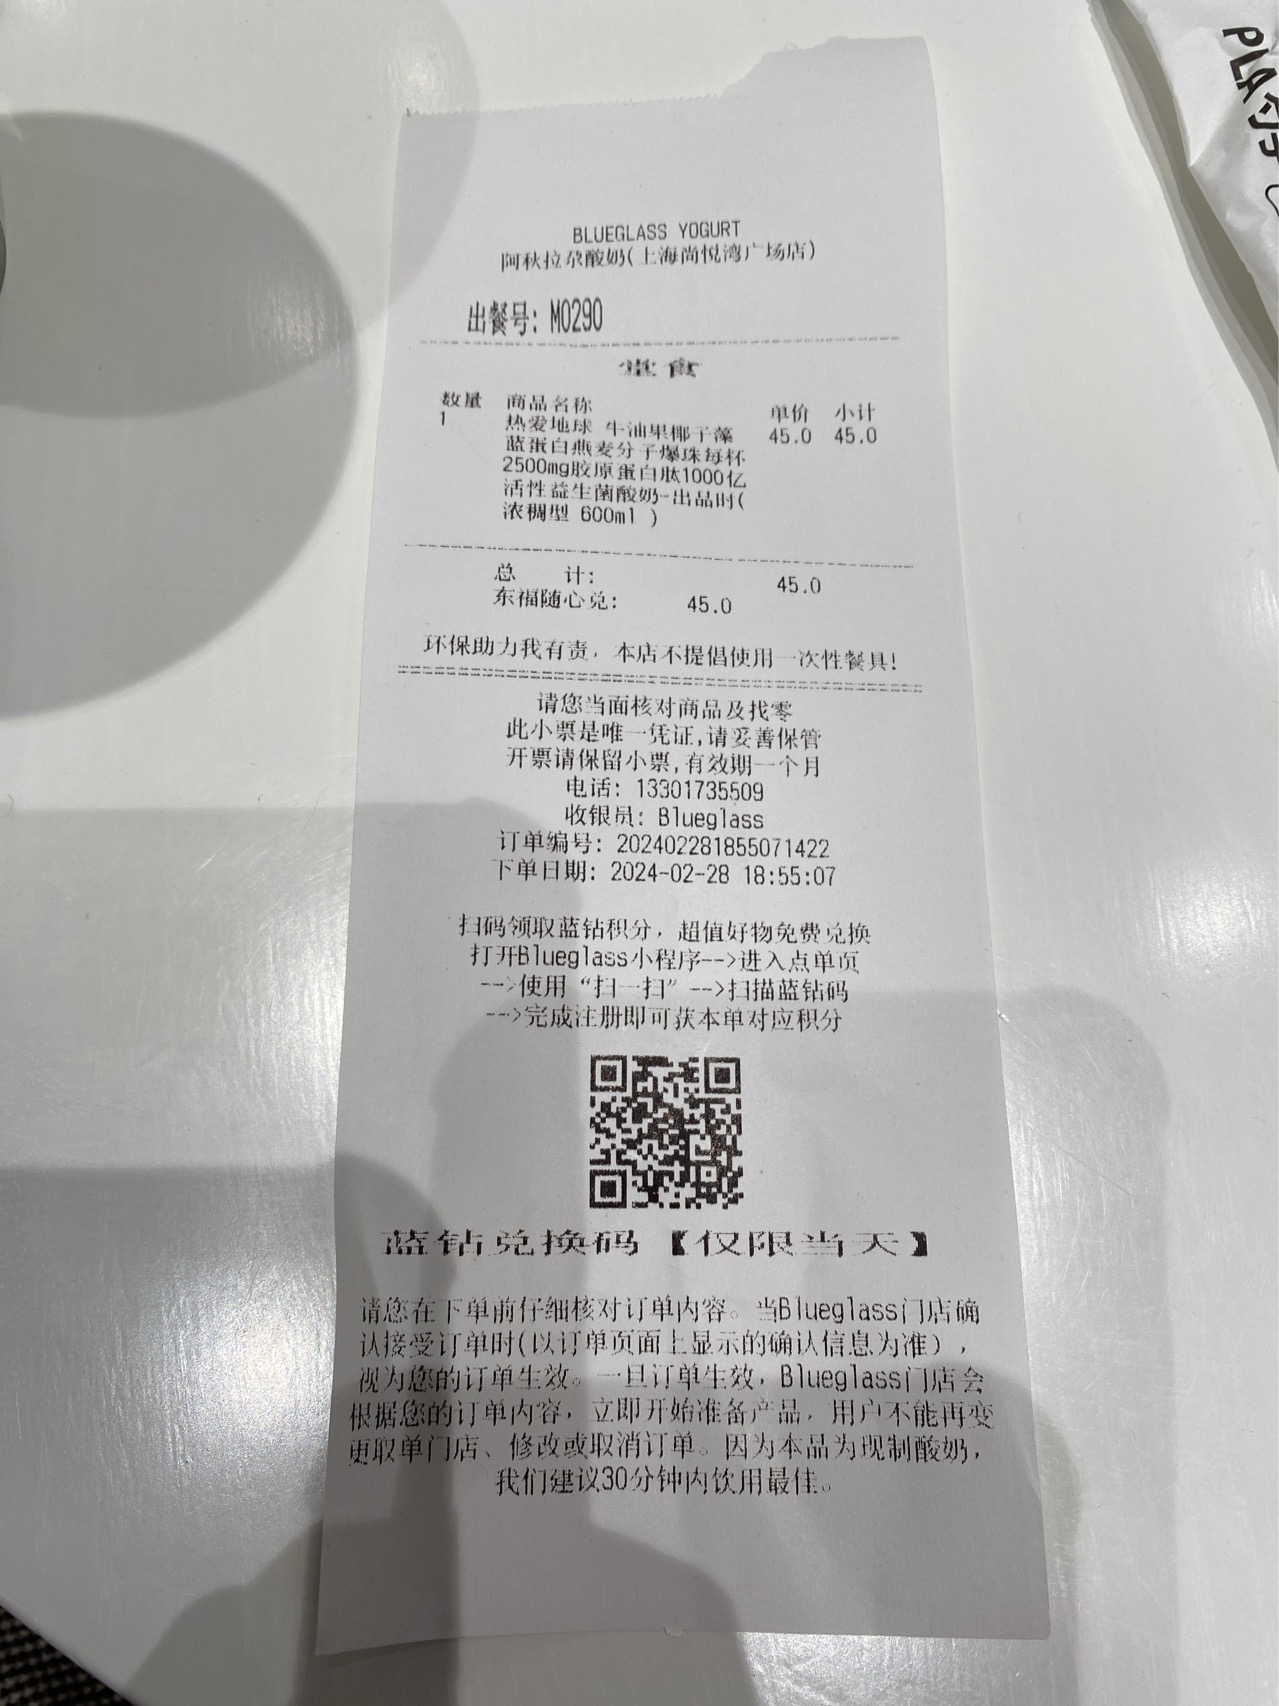 BLUEGLASS YOGURT
阿秋拉尕酸奶(上海尚悦湾广场店)
出餐号: M0290
堂食
数量 商品名称 单价 小计
1 热爱地球 牛油果椰子藻 45.0 45.0
蓝蛋白燕麦分子爆珠每杯
2500mg胶原蛋白肽1000亿
活性益生菌酸奶-出品时(
浓稠型 600ml )
总 计: 45.0
东福随心兑: 45.0
环保助力我有责，本店不提倡使用一次性餐具!
请您当面核对商品及找零
此小票是唯一凭证,请妥善保管
开票请保留小票,有效期一个月
电话: 13301735509
收银员: Blueglass
订单编号: 202402281855071422
下单日期: 2024-02-28 18:55:07
扫码领取蓝钻积分，超值好物免费兑换
打开Blueglass小程序-->进入点单页
-->使用“扫一扫”-->扫描蓝钻码
-->完成注册即可获本单对应积分
蓝钻兑换码【仅限当天】
请您在下单前仔细核对订单内容。当Blueglass门店确
认接受订单时(以订单页面上显示的确认信息为准)，
视为您的订单生效。一旦订单生效，Blueglass门店会
根据您的订单内容，立即开始准备产品，用户不能再变
更取单门店、修改或取消订单。因为本品为现制酸奶，
我们建议30分钟内饮用最佳。